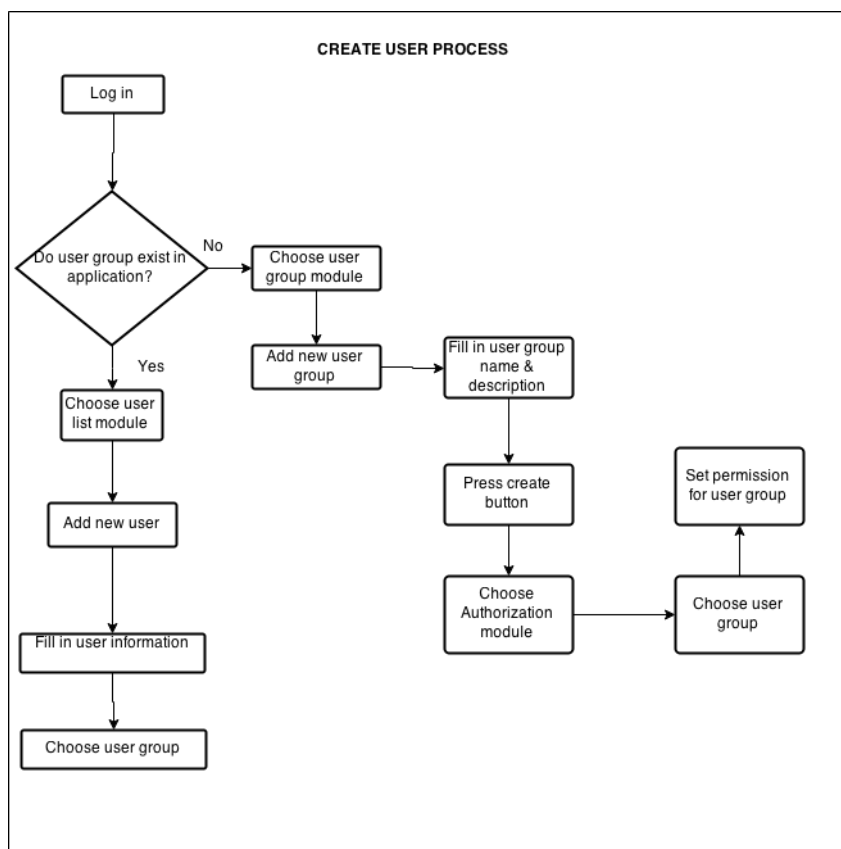 CREATE USER PROCESS
Log in
Do user group exist in
application?
No
Choose user
group module
Add new user
group
Fill in user group
name &
description
Yes
Choose user
list module
Press create
button
Set permission
for user group
Add new user
Choose
Authorization
module
Choose user
group
Fill in user information
Choose user group